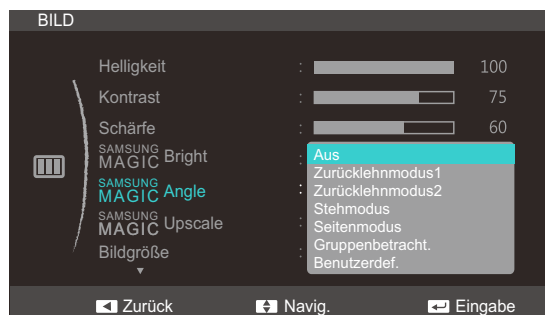 BILD
Helligkeit : 100
Kontrast : 75
Schärfe : 60
SAMSUNG MAGIC Bright :
SAMSUNG MAGIC Angle :
SAMSUNG MAGIC Upscale :
Bildgröße :
Aus
Zurücklehnmodus1
Zurücklehnmodus2
Stehmodus
Seitenmodus
Gruppenbetracht.
Benutzerdef.
Zurück Navig. Eingabe